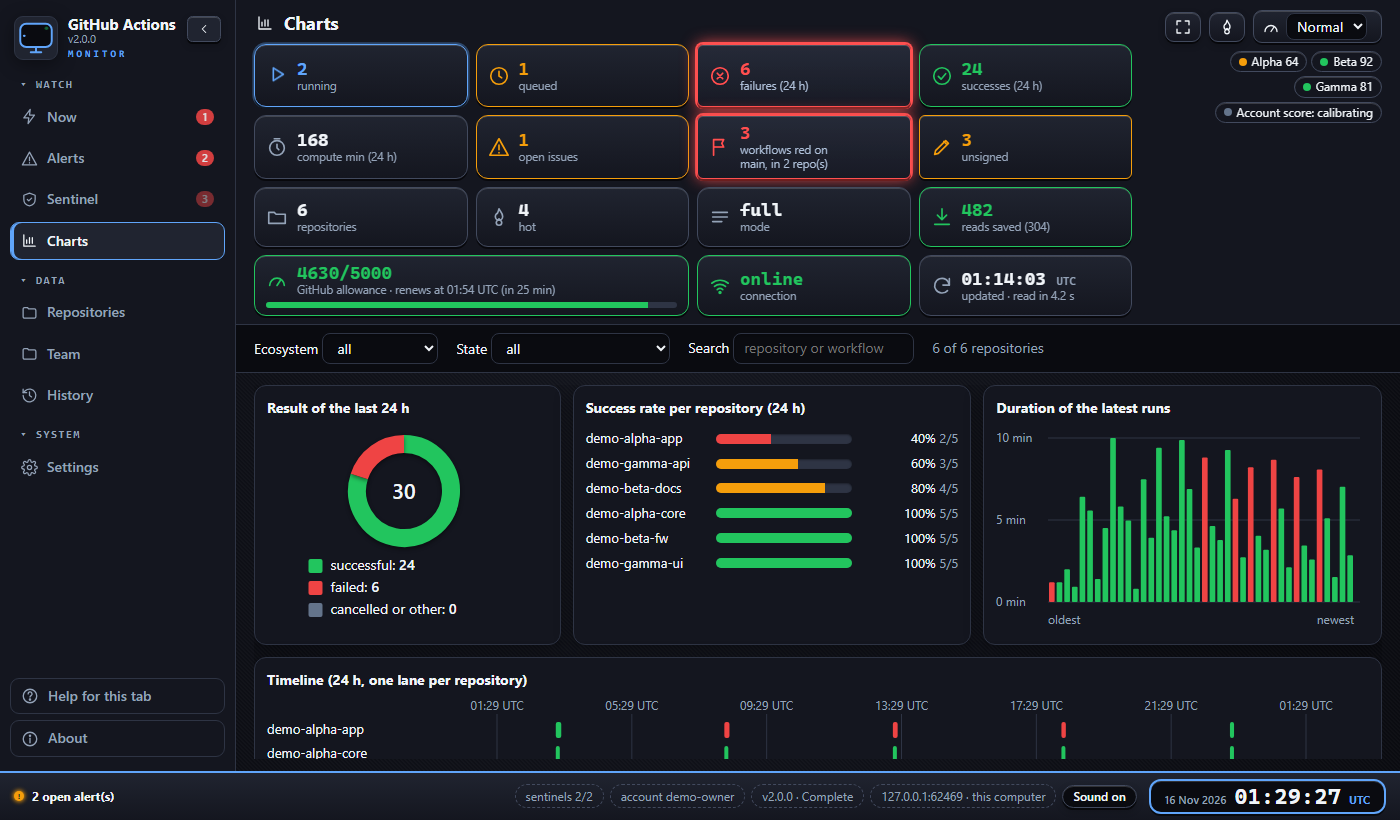 GitHub Actions
v2.0.0
MONITOR
WATCH
Now 1
Alerts 2
Sentinel 3
Charts
DATA
Repositories
Team
History
SYSTEM
Settings
Help for this tab
About
Charts
Normal
Alpha 64
Beta 92
Gamma 81
Account score: calibrating
2
running
1
queued
6
failures (24 h)
24
successes (24 h)
168
compute min (24 h)
1
open issues
3
workflows red on
main, in 2 repo(s)
3
unsigned
6
repositories
4
hot
full
mode
482
reads saved (304)
4630/5000
GitHub allowance · renews at 01:54 UTC (in 25 min)
online
connection
01:14:03 UTC
updated · read in 4.2 s
Ecosystem all State all Search repository or workflow 6 of 6 repositories
Result of the last 24 h
30
successful: 24
failed: 6
cancelled or other: 0
Success rate per repository (24 h)
demo-alpha-app 40% 2/5
demo-gamma-api 60% 3/5
demo-beta-docs 80% 4/5
demo-alpha-core 100% 5/5
demo-beta-fw 100% 5/5
demo-gamma-ui 100% 5/5
Duration of the latest runs
10 min
5 min
0 min
oldest newest
Timeline (24 h, one lane per repository)
01:29 UTC 05:29 UTC 09:29 UTC 13:29 UTC 17:29 UTC 21:29 UTC 01:29 UTC
demo-alpha-app
demo-alpha-core
2 open alert(s)
sentinels 2/2
account demo-owner
v2.0.0 · Complete
127.0.0.1:62469 · this computer
Sound on
16 Nov 2026 01:29:27 UTC